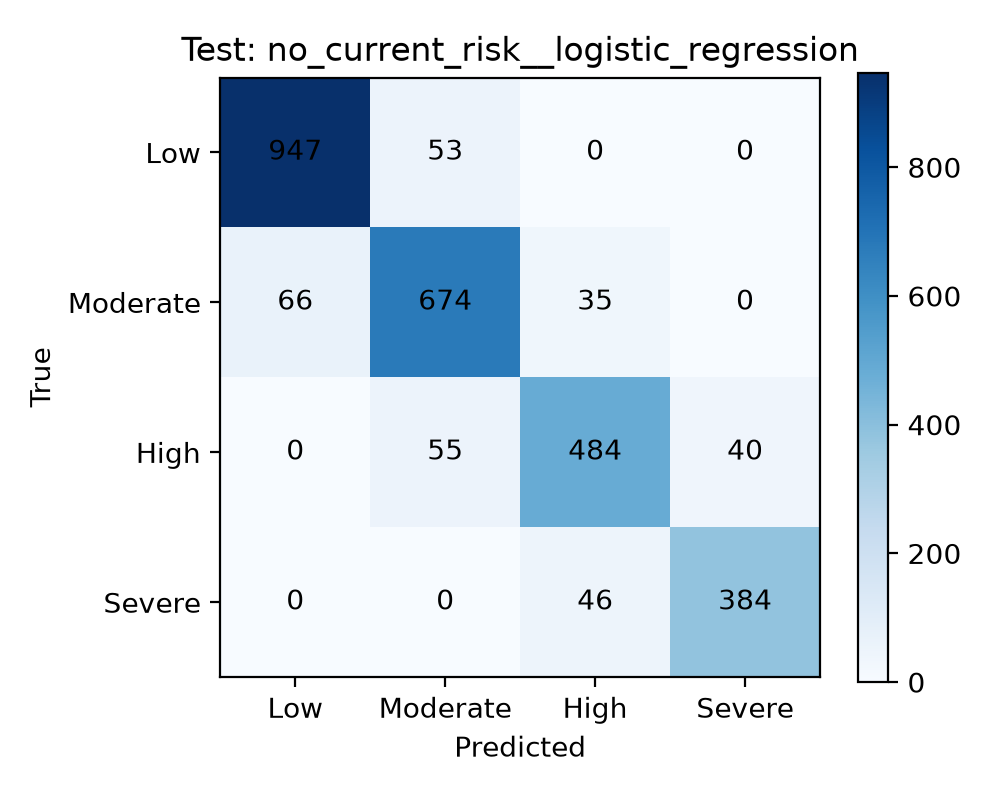 Test: no_current_risk__logistic_regression
Low 947 53 0 0
Moderate 66 674 35 0
High 0 55 484 40
Severe 0 0 46 384
Low Moderate High Severe
Predicted
True
800
600
400
200
0